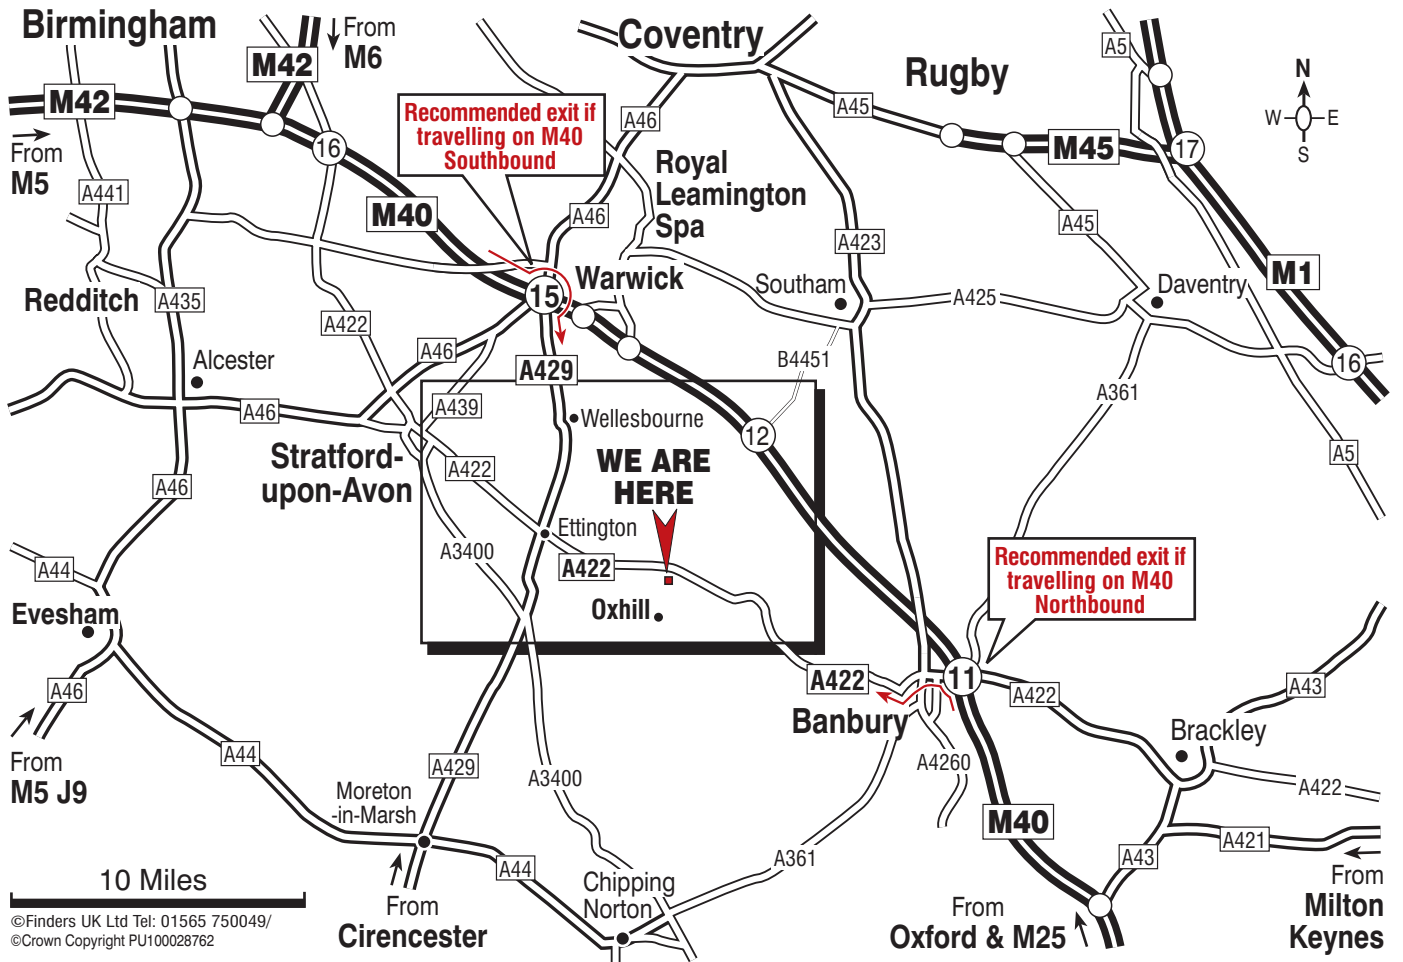 Birmingham
M42
From
M6
Coventry
Rugby
A5
N
W E
S
M42
From
M5
16
Recommended exit if
travelling on M40
Southbound
A46
A45
M45
17
Royal
Leamington
Spa
A441
M40
A46
A45
A423
M1
Redditch
A435
A422
15
Warwick
Southam
A425
Daventry
A46
A429
B4451
16
Alcester
A46
A439
Wellesbourne
A361
12
Stratford-
upon-Avon
A422
WE ARE
HERE
A5
A46
Ettington
A3400
A422
Recommended exit if
travelling on M40
Northbound
A44
Evesham
Oxhill
A46
A422
11
A422
A43
Banbury
Brackley
From
M5 J9
A44
A429
A3400
A4260
A422
Moreton
-in-Marsh
M40
A421
A44
A361
A43
10 Miles
Chipping
Norton
From
Cirencester
From
Oxford & M25
From
Milton
Keynes
©Finders UK Ltd Tel: 01565 750049/
©Crown Copyright PU100028762